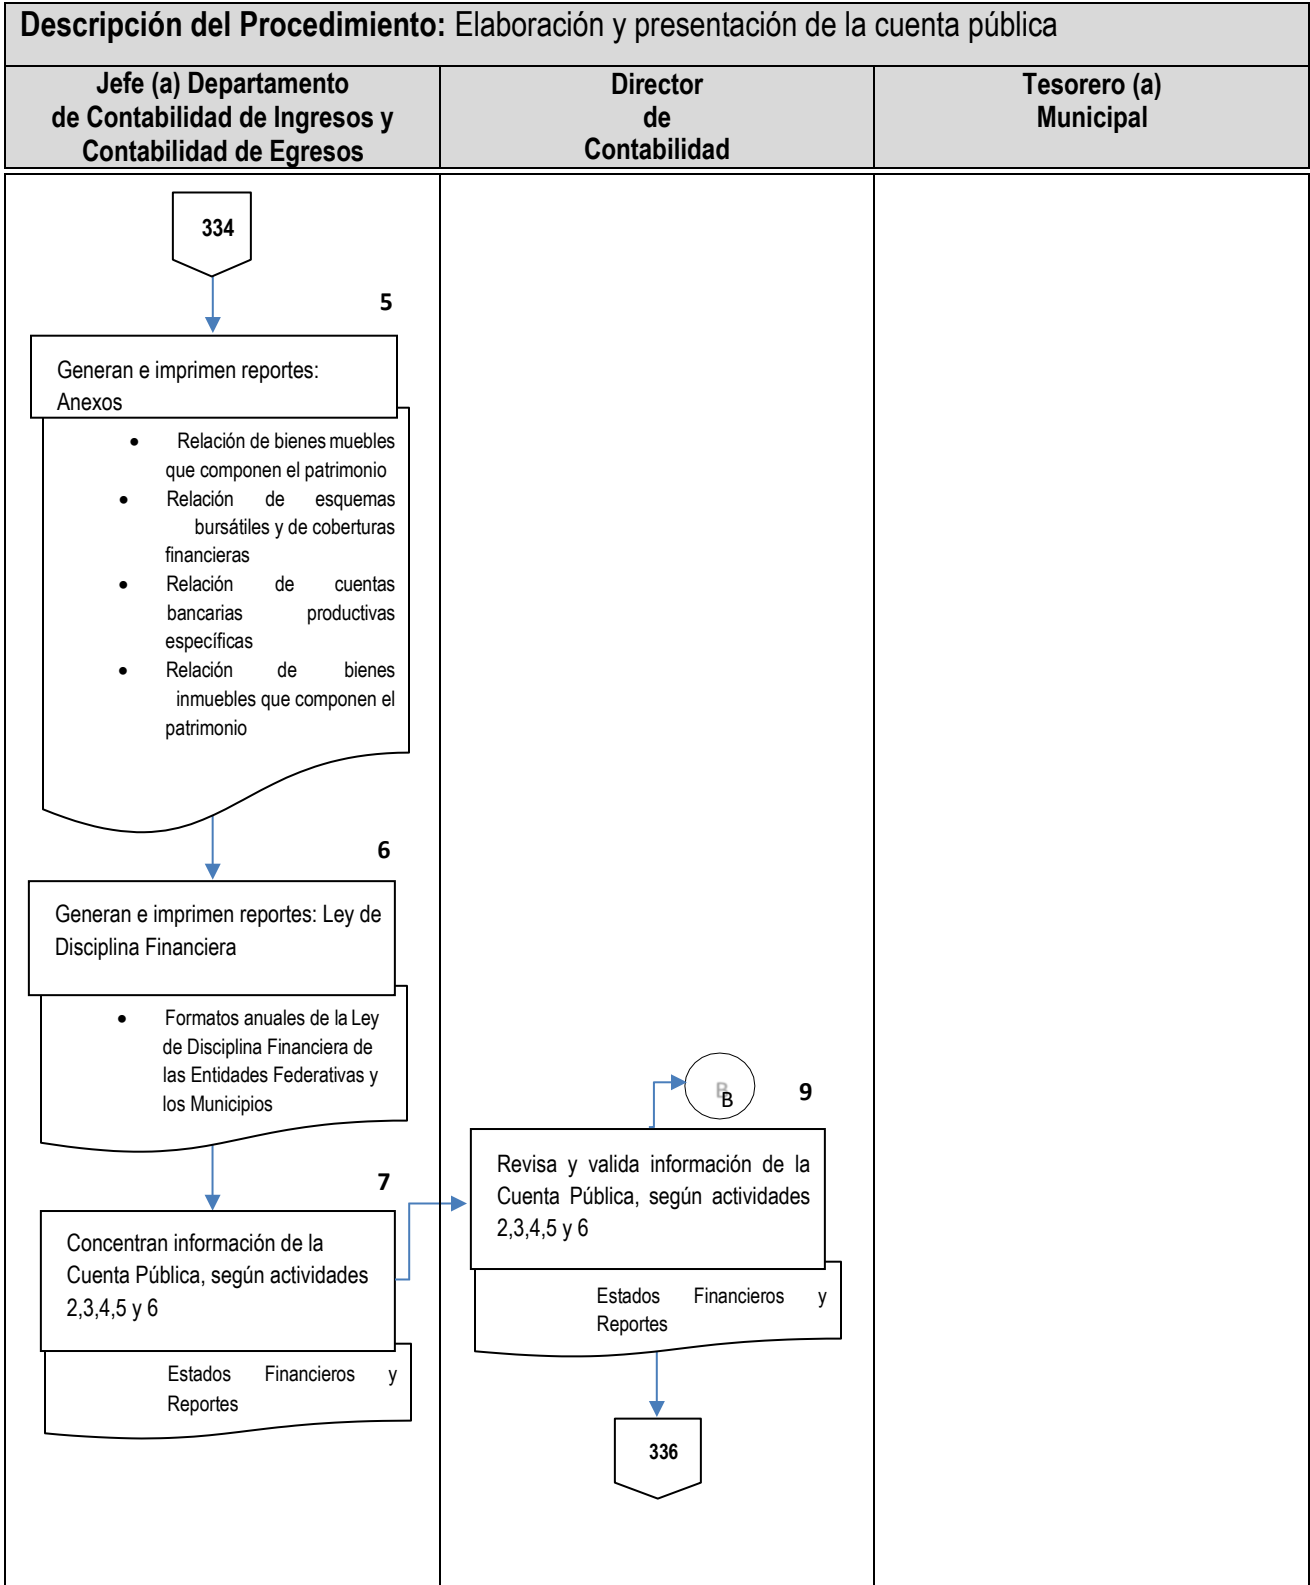 Descripción del Procedimiento: Elaboración y presentación de la cuenta pública
Jefe (a) Departamento
de Contabilidad de Ingresos y
Contabilidad de Egresos
Director
de
Contabilidad
Tesorero (a)
Municipal
334
5
Generan e imprimen reportes:
Anexos
• Relación de bienes muebles
que componen el patrimonio
• Relación de esquemas
bursátiles y de coberturas
financieras
• Relación de cuentas
bancarias productivas
específicas
• Relación de bienes
inmuebles que componen el
patrimonio
6
Generan e imprimen reportes: Ley de
Disciplina Financiera
• Formatos anuales de la Ley
de Disciplina Financiera de
las Entidades Federativas y
los Municipios
7
Concentran información de la
Cuenta Pública, según actividades
2,3,4,5 y 6
Estados Financieros y
Reportes
B
B
9
Revisa y valida información de la
Cuenta Pública, según actividades
2,3,4,5 y 6
Estados Financieros y
Reportes
336